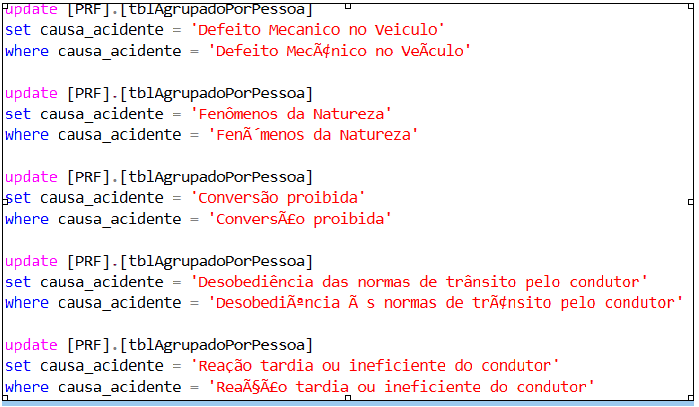 update [PRF].[tblAgrupadoPorPessoa]
set causa_acidente = 'Defeito Mecanico no Veiculo'
where causa_acidente = 'Defeito MecÃ¢nico no VeÃculo'
update [PRF].[tblAgrupadoPorPessoa]
set causa_acidente = 'Fenômenos da Natureza'
where causa_acidente = 'FenÃ´menos da Natureza'
update [PRF].[tblAgrupadoPorPessoa]
set causa_acidente = 'Conversão proibida'
where causa_acidente = 'ConversÃ£o proibida'
update [PRF].[tblAgrupadoPorPessoa]
set causa_acidente = 'Desobediência das normas de trânsito pelo condutor'
where causa_acidente = 'DesobediÃªncia Ã s normas de trÃ¢nsito pelo condutor'
update [PRF].[tblAgrupadoPorPessoa]
set causa_acidente = 'Reação tardia ou ineficiente do condutor'
where causa_acidente = 'ReaÃ§Ã£o tardia ou ineficiente do condutor'